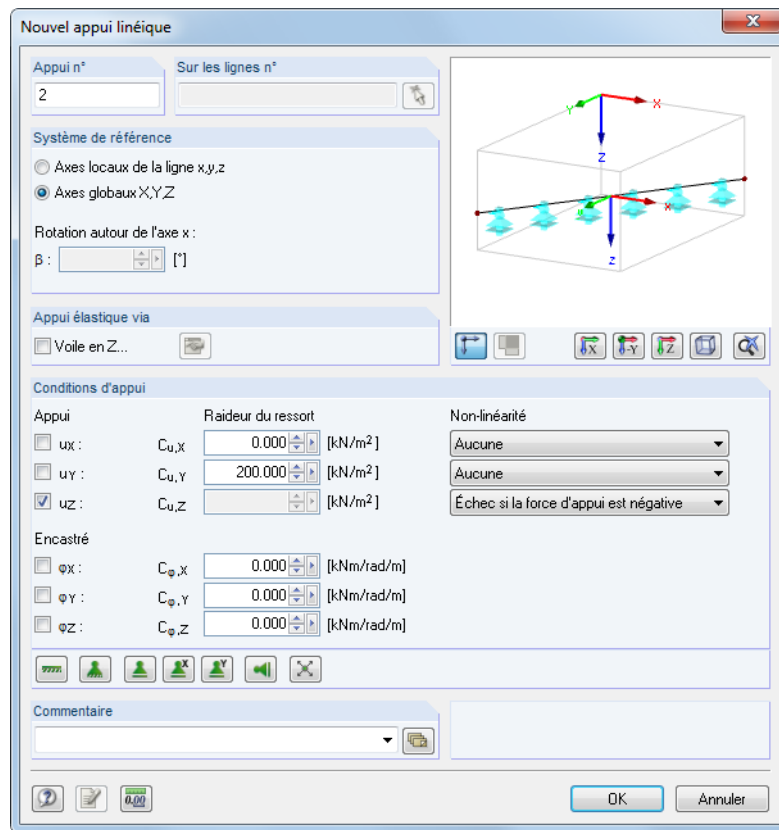 Nouvel appui linéique
Appui n°
Sur les lignes n°
2
Système de référence
Axes locaux de la ligne x,y,z
Axes globaux X,Y,Z
Rotation autour de l'axe x :
β : [°]
Appui élastique via
Voile en Z...
Y X
Z
y x
z
X -Y Z
Conditions d'appui
Appui Raideur du ressort Non-linéarité
uX : Cu,X 0.000 [kN/m²] Aucune
uY : Cu,Y 200.000 [kN/m²] Aucune
uZ : Cu,Z [kN/m²] Échec si la force d'appui est négative
Encastré
φX : Cφ,X 0.000 [kNm/rad/m]
φY : Cφ,Y 0.000 [kNm/rad/m]
φZ : Cφ,Z 0.000 [kNm/rad/m]
X Y
Commentaire
0.00
OK Annuler